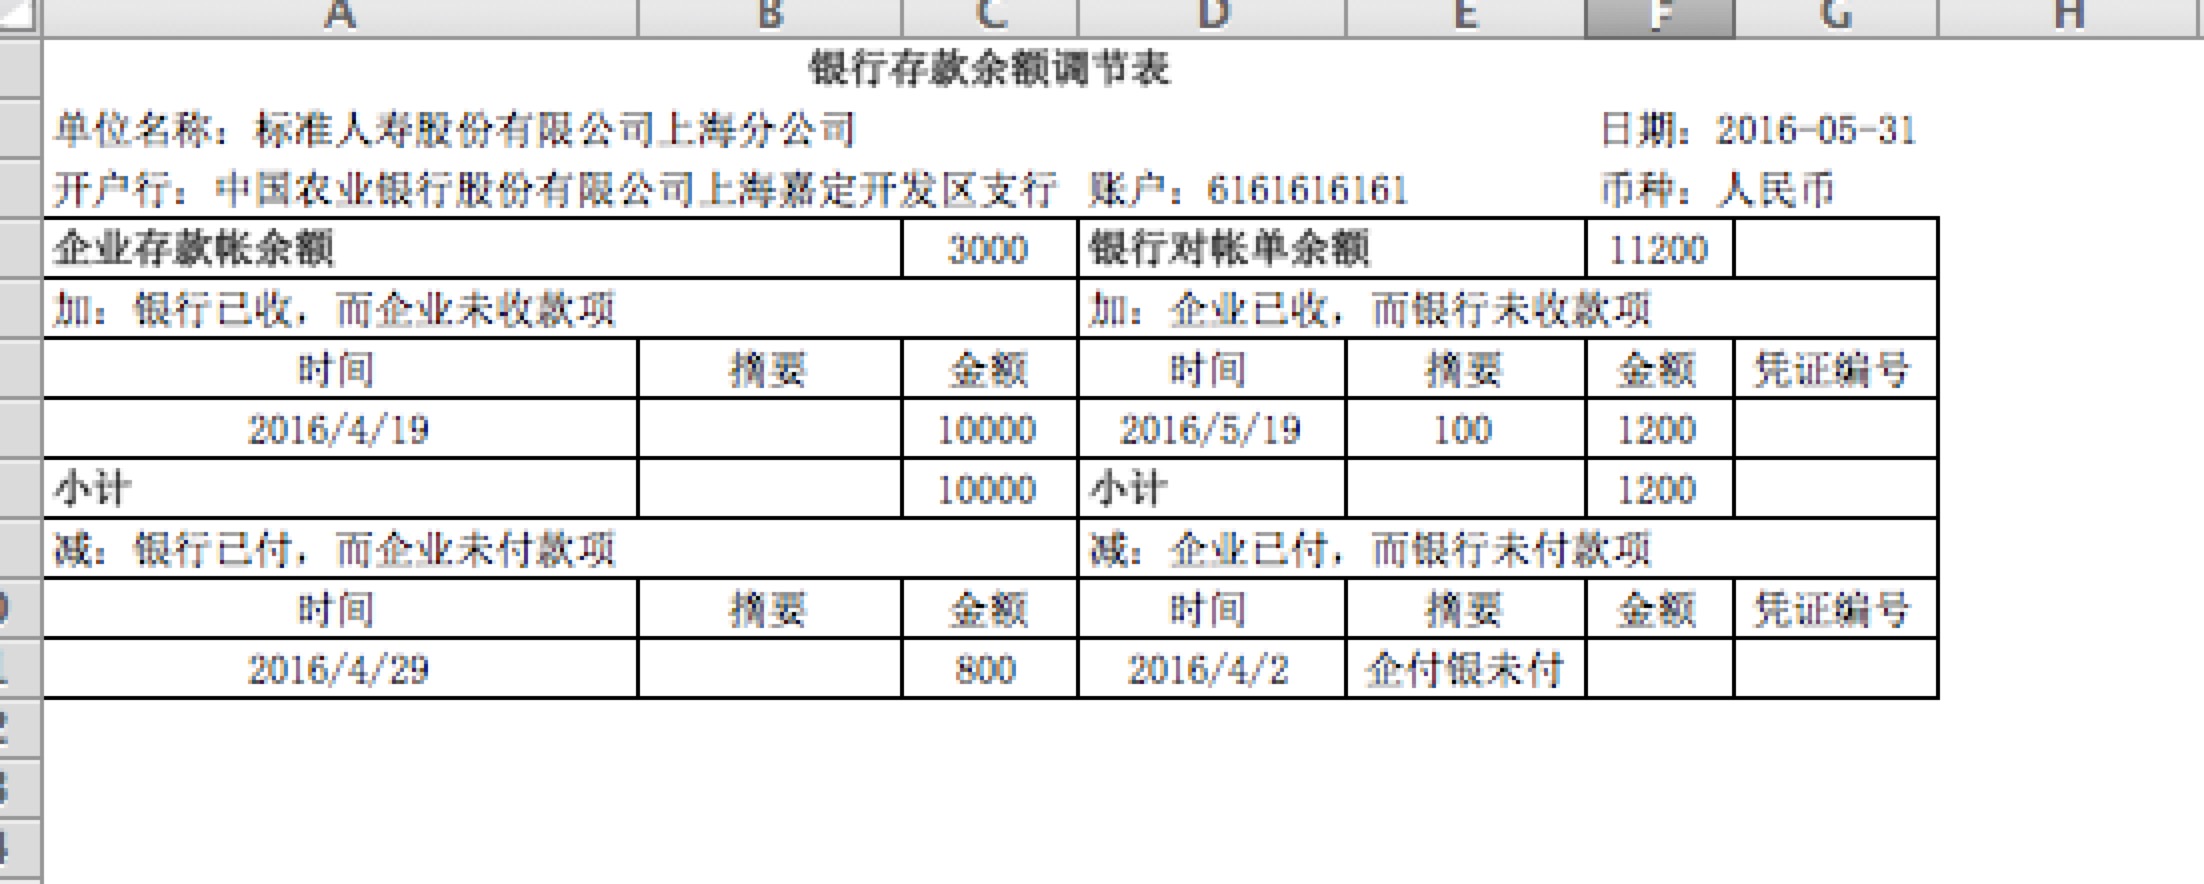 A B C D E F G H
银行存款余额调节表
单位名称：标准人寿股份有限公司上海分公司 日期：2016-05-31
开户行：中国农业银行股份有限公司上海嘉定开发区支行 账户：6161616161 币种：人民币
企业存款帐余额 3000 银行对帐单余额 11200
加：银行已收，而企业未收款项 加：企业已收，而银行未收款项
时间 摘要 金额 时间 摘要 金额 凭证编号
2016/4/19 10000 2016/5/19 100 1200
小计 10000 小计 1200
减：银行已付，而企业未付款项 减：企业已付，而银行未付款项
时间 摘要 金额 时间 摘要 金额 凭证编号
2016/4/29 800 2016/4/2 企付银未付